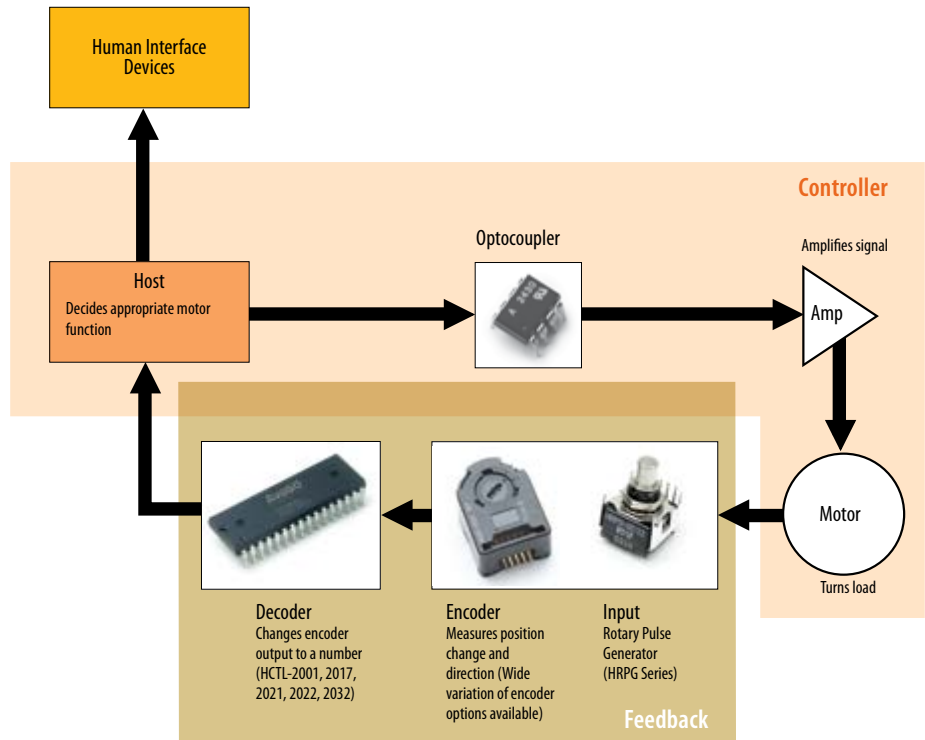 Human Interface
Devices
Controller
Optocoupler
Amplifies signal
Host
Decides appropriate motor
function
Amp
Motor
Turns load
Decoder
Changes encoder
output to a number
(HCTL-2001, 2017,
2021, 2022, 2032)
Encoder
Measures position
change and
direction (Wide
variation of encoder
options available)
Input
Rotary Pulse
Generator
(HRPG Series)
Feedback